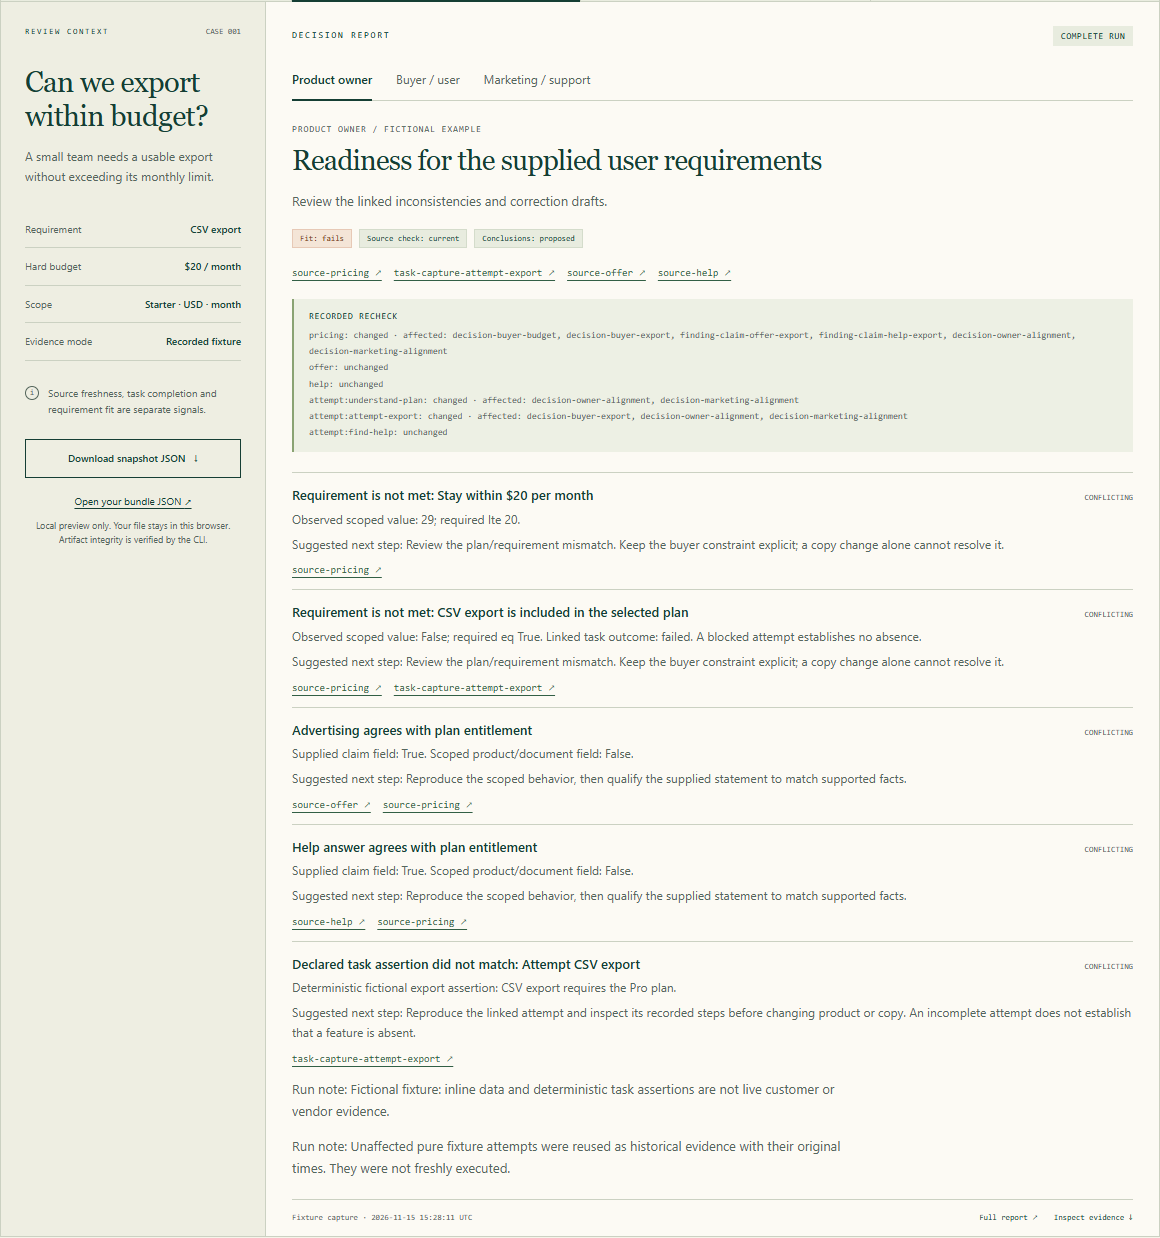 REVIEW CONTEXT
CASE 001
Can we export
within budget?
A small team needs a usable export
without exceeding its monthly limit.
Requirement CSV export
Hard budget $20 / month
Scope Starter · USD · month
Evidence mode Recorded fixture
i Source freshness, task completion and
requirement fit are separate signals.
Download snapshot JSON ↓
Open your bundle JSON ↗
Local preview only. Your file stays in this browser.
Artifact integrity is verified by the CLI.
DECISION REPORT
COMPLETE RUN
Product owner Buyer / user Marketing / support
PRODUCT OWNER / FICTIONAL EXAMPLE
Readiness for the supplied user requirements
Review the linked inconsistencies and correction drafts.
Fit: fails Source check: current Conclusions: proposed
source-pricing ↗ task-capture-attempt-export ↗ source-offer ↗ source-help ↗
RECORDED RECHECK
pricing: changed · affected: decision-buyer-budget, decision-buyer-export, finding-claim-offer-export, finding-claim-help-export, decision-owner-alignment,
decision-marketing-alignment
offer: unchanged
help: unchanged
attempt:understand-plan: changed · affected: decision-owner-alignment, decision-marketing-alignment
attempt:attempt-export: changed · affected: decision-buyer-export, decision-owner-alignment, decision-marketing-alignment
attempt:find-help: unchanged
Requirement is not met: Stay within $20 per month CONFLICTING
Observed scoped value: 29; required lte 20.
Suggested next step: Review the plan/requirement mismatch. Keep the buyer constraint explicit; a copy change alone cannot resolve it.
source-pricing ↗
Requirement is not met: CSV export is included in the selected plan CONFLICTING
Observed scoped value: False; required eq True. Linked task outcome: failed. A blocked attempt establishes no absence.
Suggested next step: Review the plan/requirement mismatch. Keep the buyer constraint explicit; a copy change alone cannot resolve it.
source-pricing ↗ task-capture-attempt-export ↗
Advertising agrees with plan entitlement CONFLICTING
Supplied claim field: True. Scoped product/document field: False.
Suggested next step: Reproduce the scoped behavior, then qualify the supplied statement to match supported facts.
source-offer ↗ source-pricing ↗
Help answer agrees with plan entitlement CONFLICTING
Supplied claim field: True. Scoped product/document field: False.
Suggested next step: Reproduce the scoped behavior, then qualify the supplied statement to match supported facts.
source-help ↗ source-pricing ↗
Declared task assertion did not match: Attempt CSV export CONFLICTING
Deterministic fictional export assertion: CSV export requires the Pro plan.
Suggested next step: Reproduce the linked attempt and inspect its recorded steps before changing product or copy. An incomplete attempt does not establish
that a feature is absent.
task-capture-attempt-export ↗
Run note: Fictional fixture: inline data and deterministic task assertions are not live customer or
vendor evidence.
Run note: Unaffected pure fixture attempts were reused as historical evidence with their original
times. They were not freshly executed.
Fixture capture · 2026-11-15 15:28:11 UTC
Full report ↗ Inspect evidence ↓